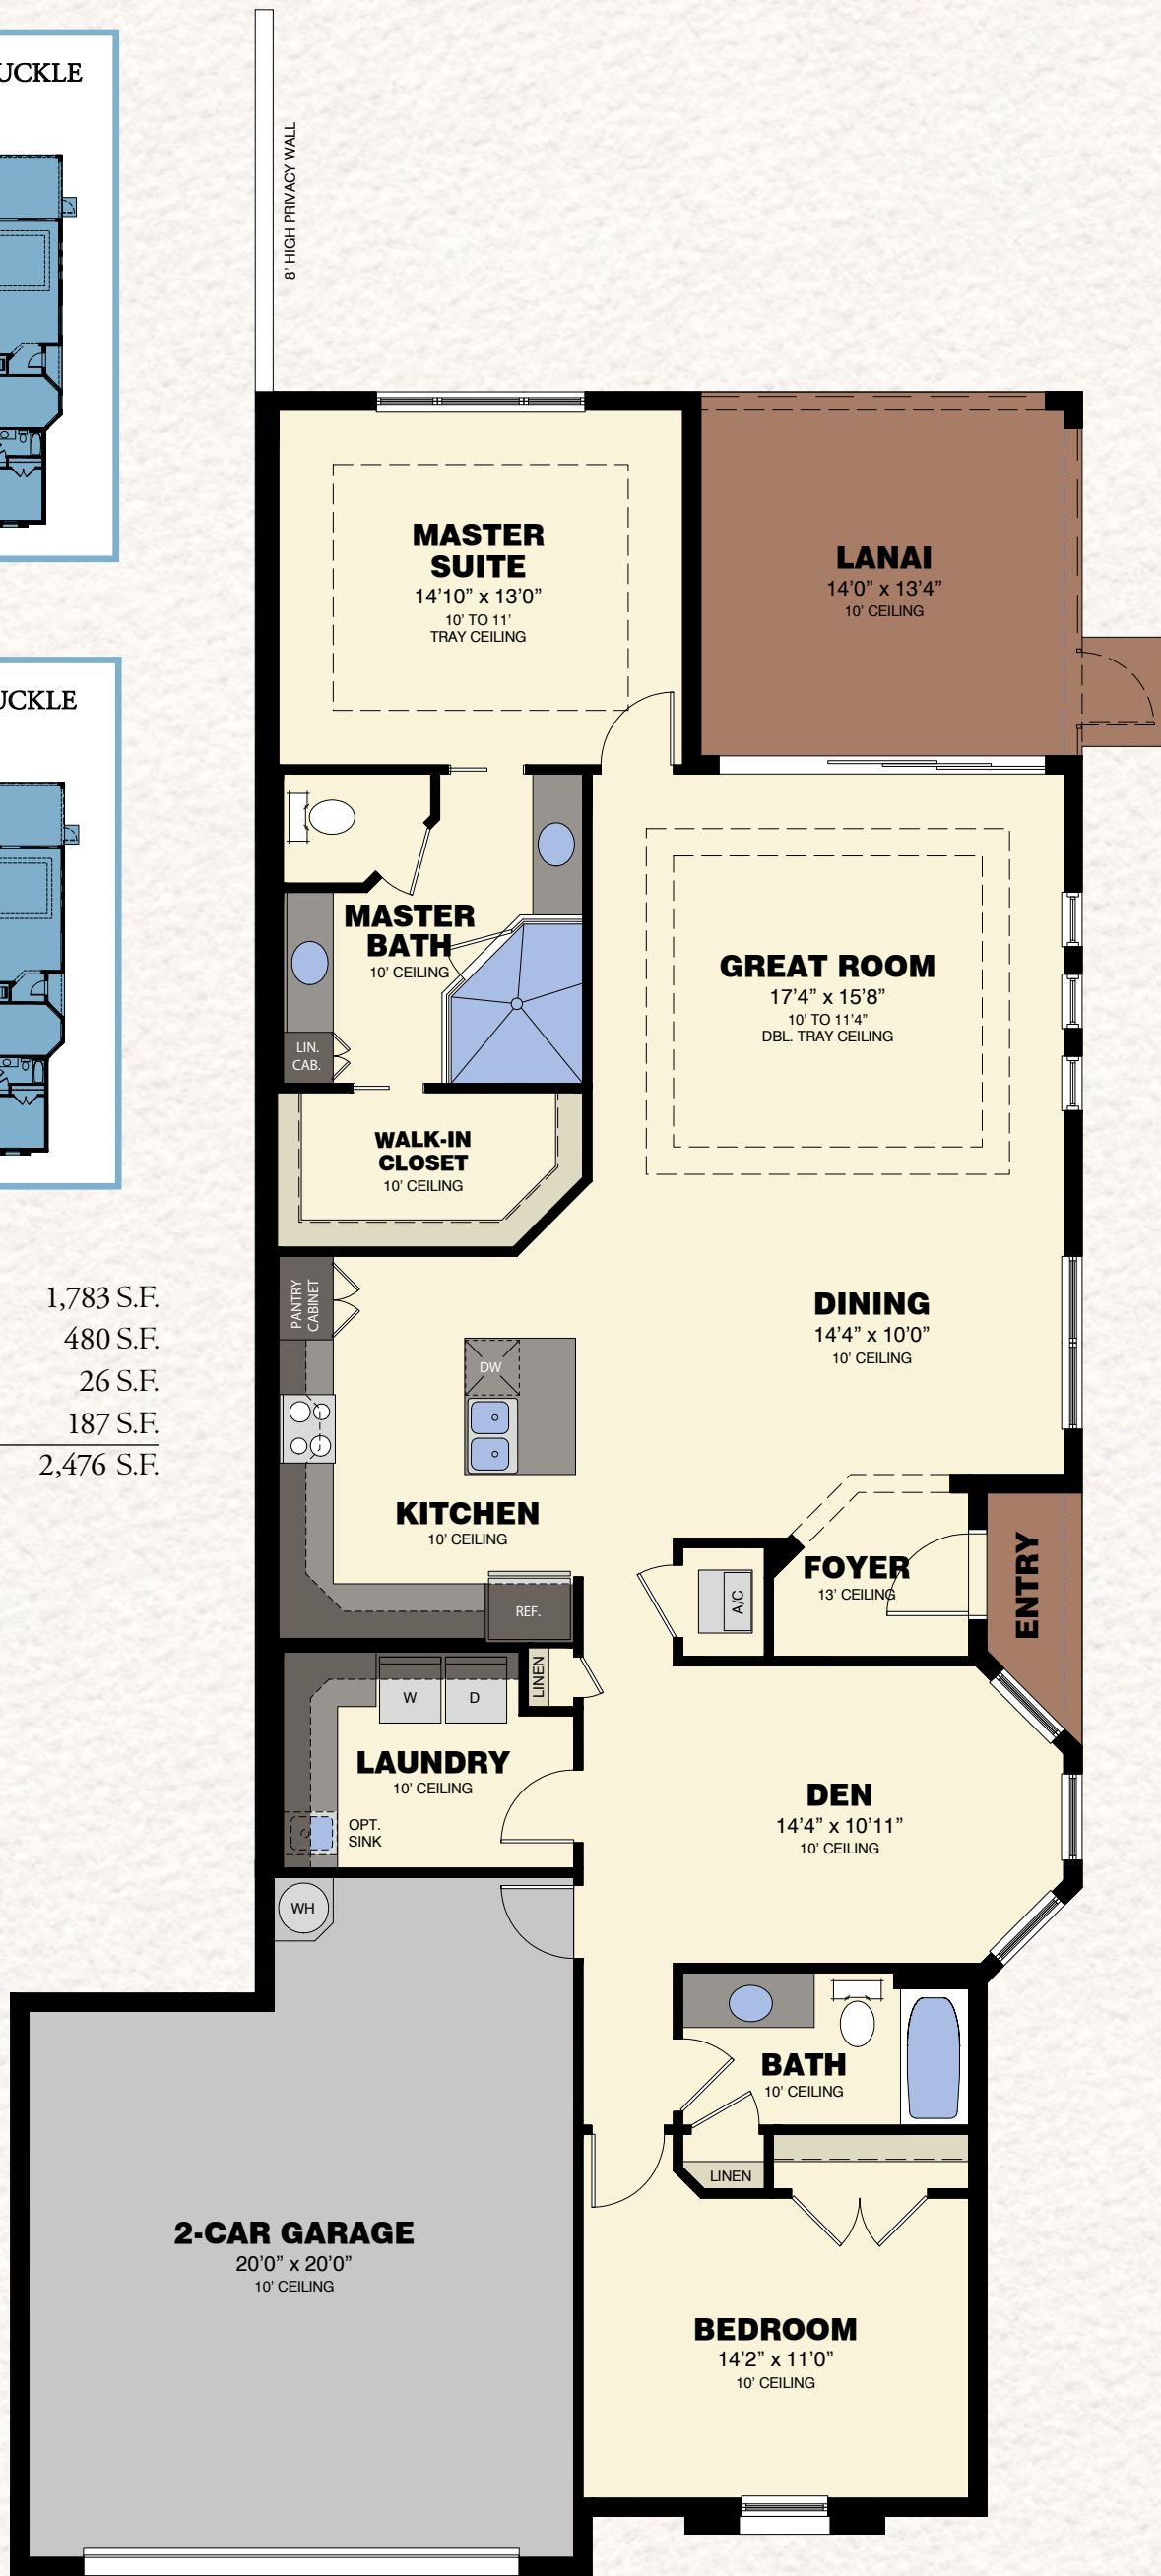 UCKLE
UCKLE
1,783 S.F.
480 S.F.
26 S.F.
187 S.F.
2,476 S.F.
8' HIGH PRIVACY WALL
MASTER
SUITE
14'10" x 13'0"
10' TO 11'
TRAY CEILING
LANAI
14'0" x 13'4"
10' CEILING
MASTER
BATH
10' CEILING
LIN.
CAB.
GREAT ROOM
17'4" x 15'8"
10' TO 11'4"
DBL. TRAY CEILING
WALK-IN
CLOSET
10' CEILING
PANTRY
CABINET
DW
DINING
14'4" x 10'0"
10' CEILING
KITCHEN
10' CEILING
REF.
A/C
FOYER
13' CEILING
ENTRY
LINEN
W
D
LAUNDRY
10' CEILING
OPT.
SINK
DEN
14'4" x 10'11"
10' CEILING
WH
BATH
10' CEILING
LINEN
2-CAR GARAGE
20'0" x 20'0"
10' CEILING
BEDROOM
14'2" x 11'0"
10' CEILING